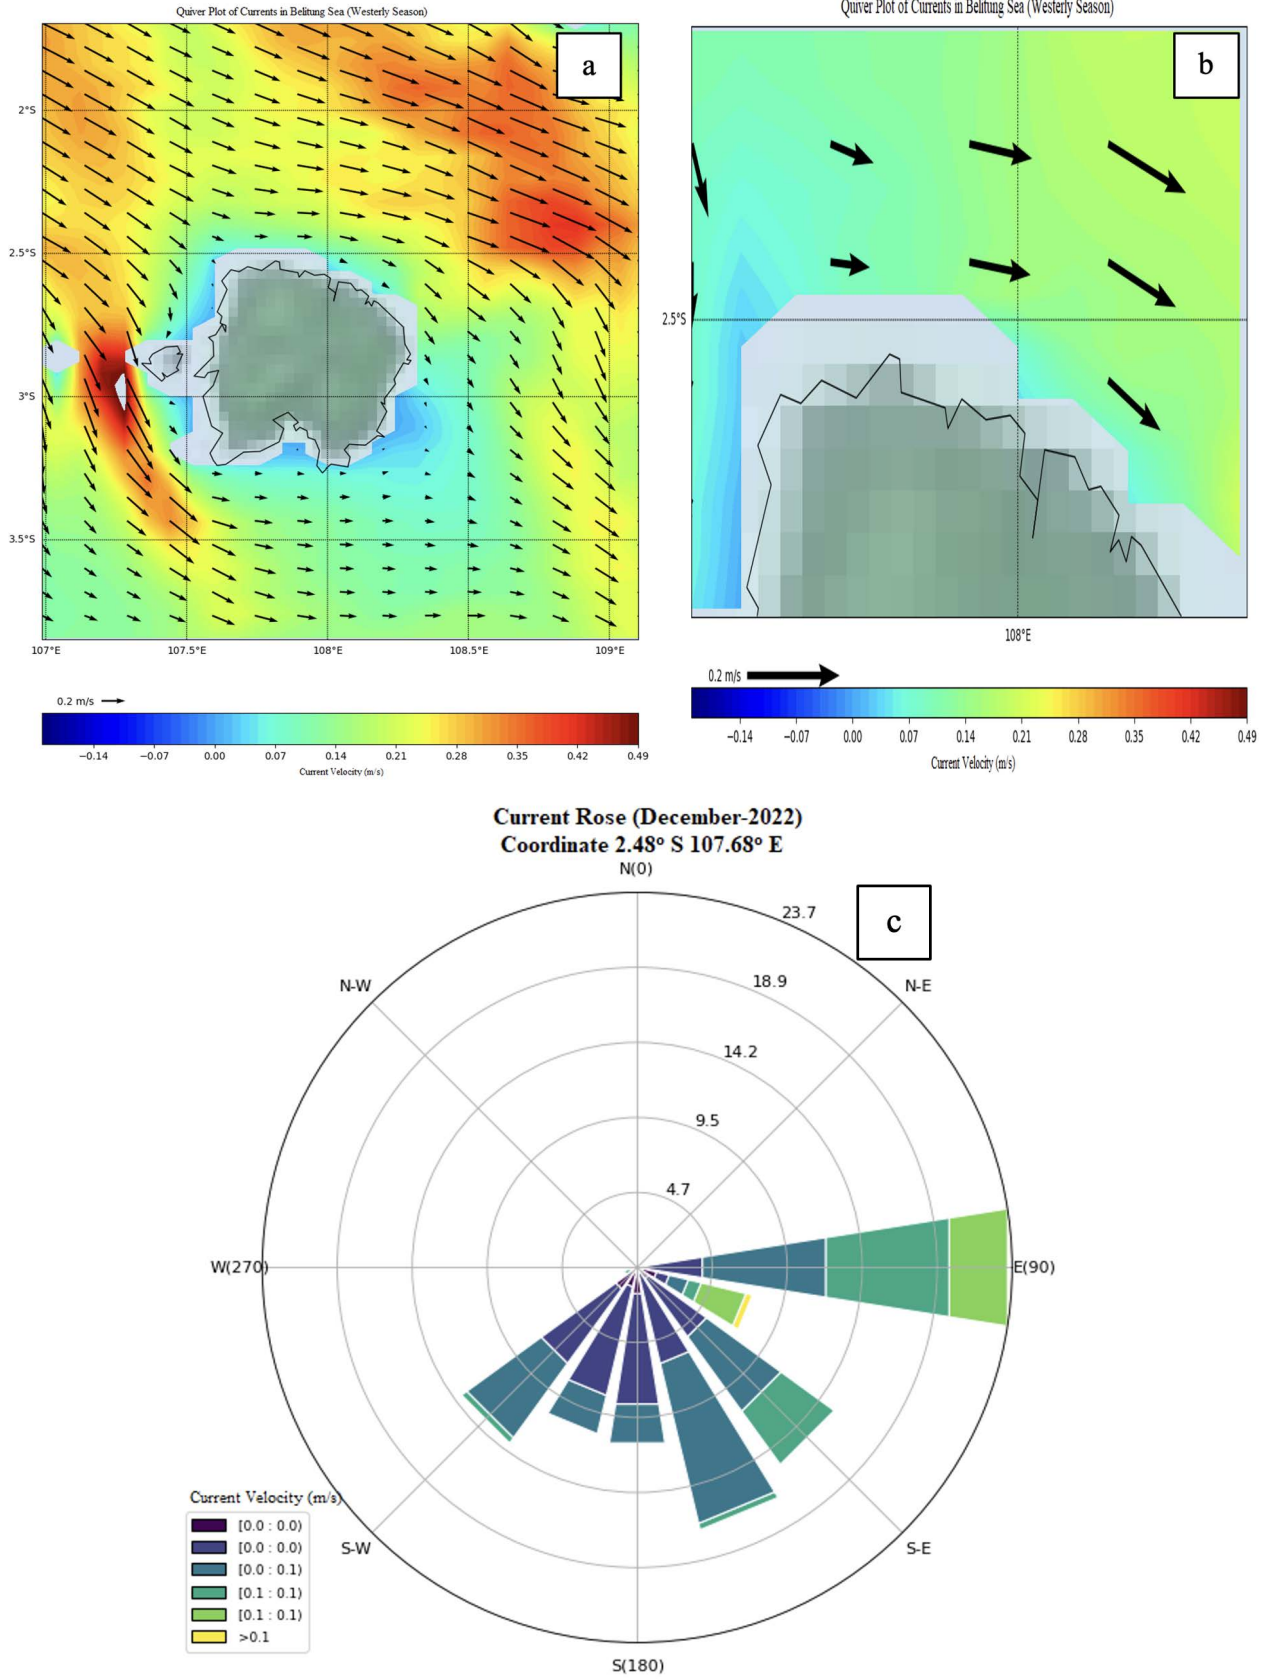 Quiver Plot of Currents in Belitung Sea (Westerly Season)
a
2°S
2.5°S
3°S
3.5°S
107°E 107.5°E 108°E 108.5°E 109°E
0.2 m/s
−0.14 −0.07 0.00 0.07 0.14 0.21 0.28 0.35 0.42 0.49
Current Velocity (m/s)
Quiver Plot of Currents in Belitung Sea (Westerly Season)
b
2.5°S
108°E
0.2 m/s
−0.14 −0.07 0.00 0.07 0.14 0.21 0.28 0.35 0.42 0.49
Current Velocity (m/s)
Current Rose (December-2022)
Coordinate 2.48° S 107.68° E
N(0)
c
23.7
18.9
14.2
9.5
4.7
N-W
N-E
W(270)
E(90)
S-W
S-E
S(180)
Current Velocity (m/s)
[0.0 : 0.0)
[0.0 : 0.0)
[0.0 : 0.1)
[0.1 : 0.1)
[0.1 : 0.1)
>0.1